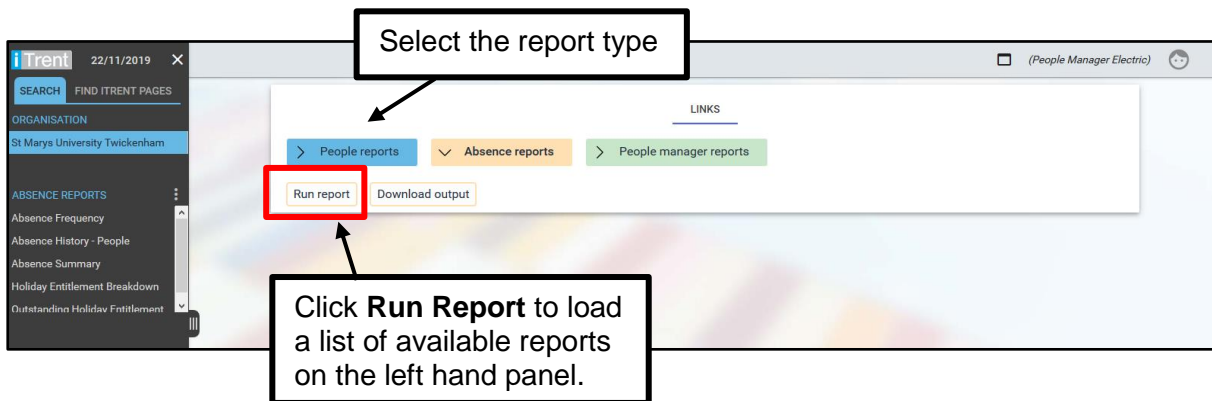 Select the report type
iTrent 22/11/2019
(People Manager Electric)
SEARCH FIND ITRENT PAGES
LINKS
ORGANISATION
St Marys University Twickenham
People reports Absence reports People manager reports
ABSENCE REPORTS
Run report Download output
Absence Frequency
Absence History - People
Absence Summary
Holiday Entitlement Breakdown
Outstanding Holiday Entitlement
Click Run Report to load
a list of available reports
on the left hand panel.